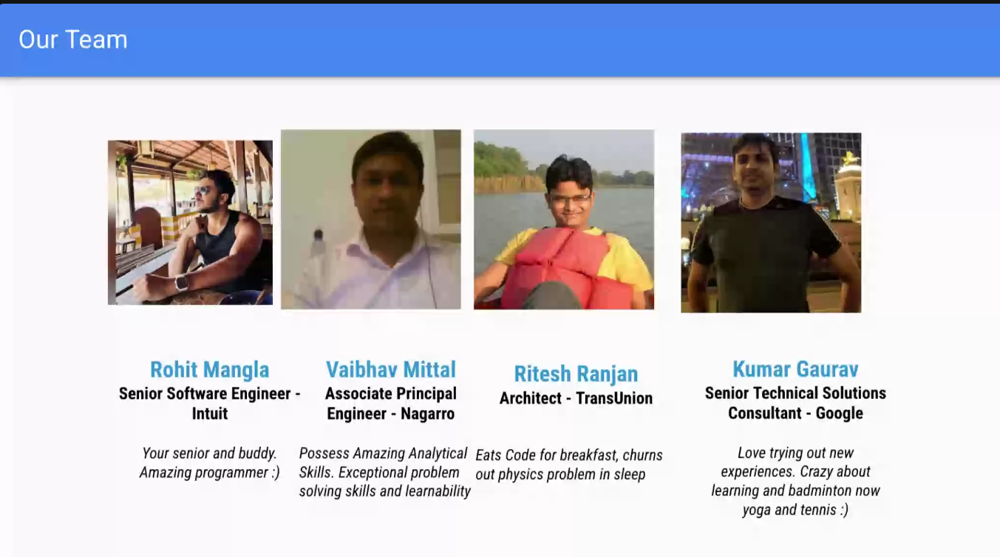 Our Team
Rohit Mangla
Senior Software Engineer -
Intuit
Your senior and buddy.
Amazing programmer :)
Vaibhav Mittal
Associate Principal
Engineer - Nagarro
Possess Amazing Analytical
Skills. Exceptional problem
solving skills and learnability
Ritesh Ranjan
Architect - TransUnion
Eats Code for breakfast, churns
out physics problem in sleep
Kumar Gaurav
Senior Technical Solutions
Consultant - Google
Love trying out new
experiences. Crazy about
learning and badminton now
yoga and tennis :)